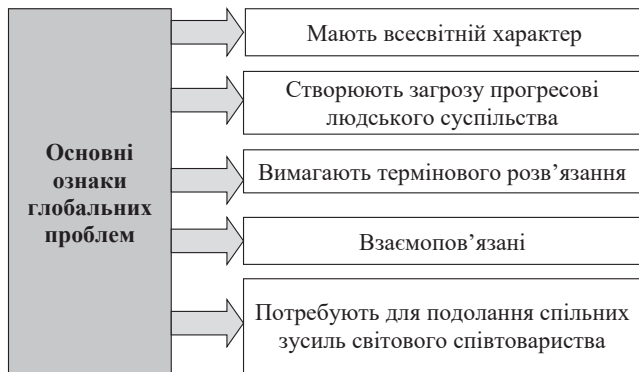 Основні
ознаки
глобальних
проблем
Мають всесвітній характер
Створюють загрозу прогресові
людського суспільства
Вимагають термінового розв’язання
Взаємопов’язані
Потребують для подолання спільних
зусиль світового співтовариства